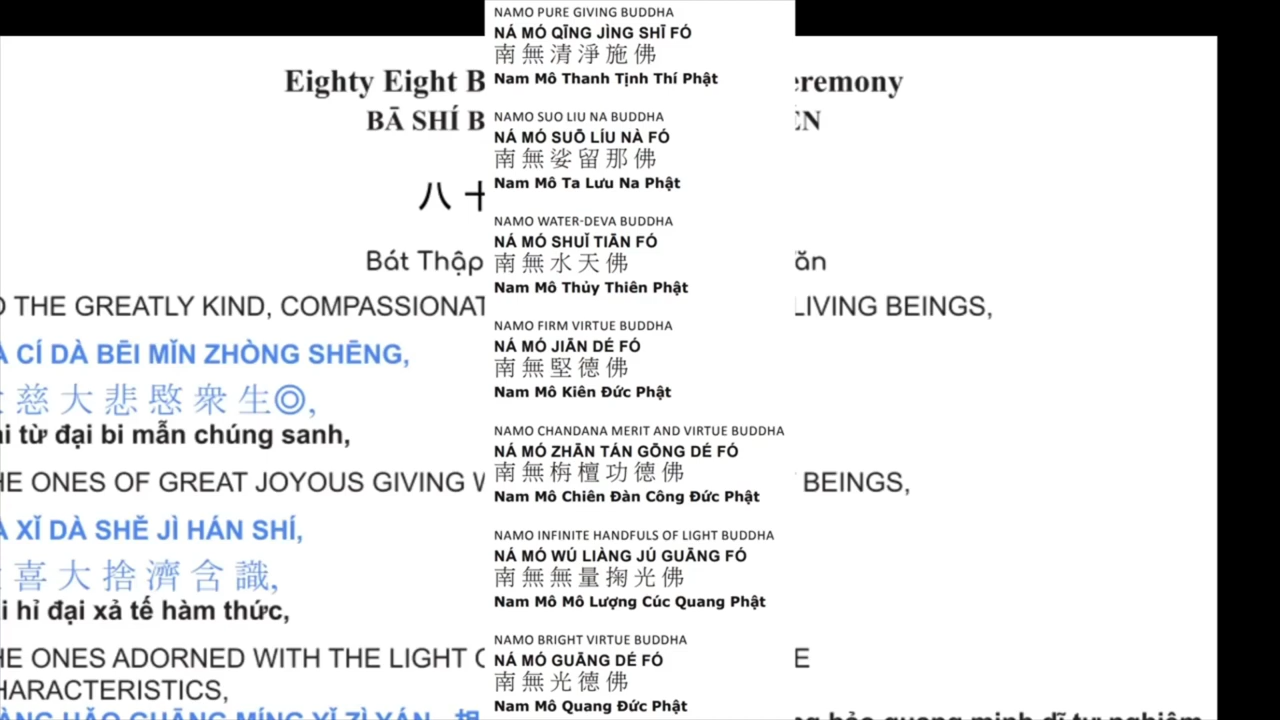 NAMO PURE GIVING BUDDHA
NÁ MÓ QĪNG JÌNG SHĪ FÓ
南無清淨施佛
Nam Mô Thanh Tịnh Thí Phật
NAMO SUO LIU NA BUDDHA
NÁ MÓ SUŌ LÍU NÀ FÓ
南無娑留那佛
Nam Mô Ta Lưu Na Phật
NAMO WATER-DEVA BUDDHA
NÁ MÓ SHUǏ TIĀN FÓ
南無水天佛
Nam Mô Thủy Thiên Phật
NAMO FIRM VIRTUE BUDDHA
NÁ MÓ JIĀN DÉ FÓ
南無堅德佛
Nam Mô Kiên Đức Phật
NAMO CHANDANA MERIT AND VIRTUE BUDDHA
NÁ MÓ ZHĀN TÁN GŌNG DÉ FÓ
南無栴檀功德佛
Nam Mô Chiên Đàn Công Đức Phật
NAMO INFINITE HANDFULS OF LIGHT BUDDHA
NÁ MÓ WÚ LIÀNG JÚ GUĀNG FÓ
南無無量掬光佛
Nam Mô Mô Lượng Cúc Quang Phật
NAMO BRIGHT VIRTUE BUDDHA
NÁ MÓ GUĀNG DÉ FÓ
南無光德佛
Nam Mô Quang Đức Phật
Eighty Eight
BĀ SHÍ
八
Bát Thập
THE GREATLY KIND, LIVING BEINGS,
CÍ DÀ BĒI MǏN ZHÒNG SHĒNG,
慈大悲愍衆生◎,
từ đại bi mẫn chúng sanh,
ONES OF GREAT JOYOUS GIVING BEINGS,
XǏ DÀ SHĚ JÌ HÁN SHÍ,
喜大捨濟含識,
hỉ đại xả tế hàm thức,
ONES ADORNED WITH THE LIGHT
HARACTERISTICS,
HǍO GUĀNG MÍNG YǏ ZÌ YÁN